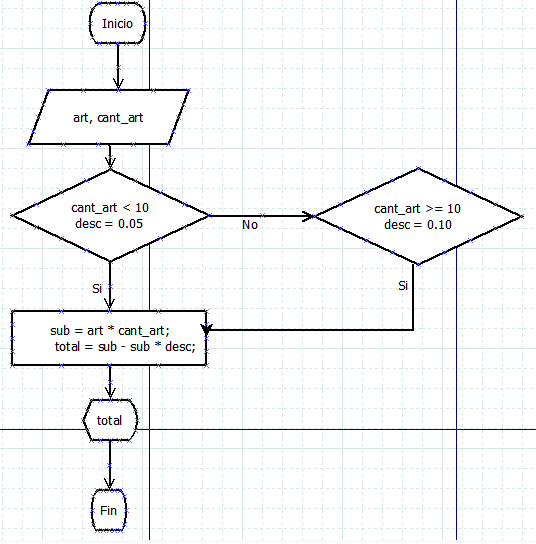 Inicio
art, cant_art
cant_art < 10
desc = 0.05
No
cant_art >= 10
desc = 0.10
Si
Si
sub = art * cant_art;
total = sub - sub * desc;
total
Fin